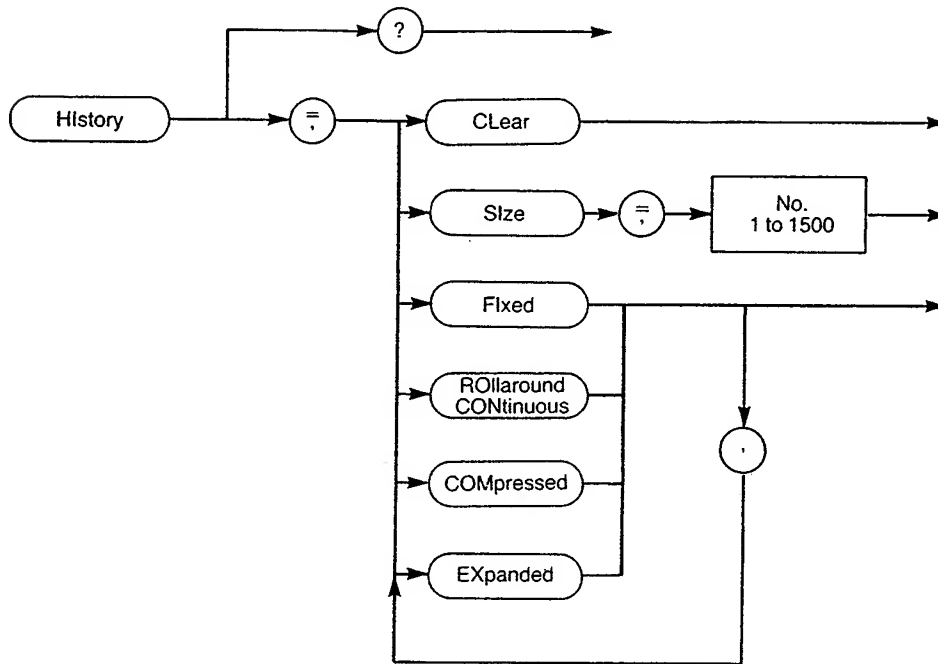 ?
HIstory
=
,
CLear
SIze
=
,
No.
1 to 1500
FIxed
ROllaround
CONtinuous
,
COMpressed
EXpanded